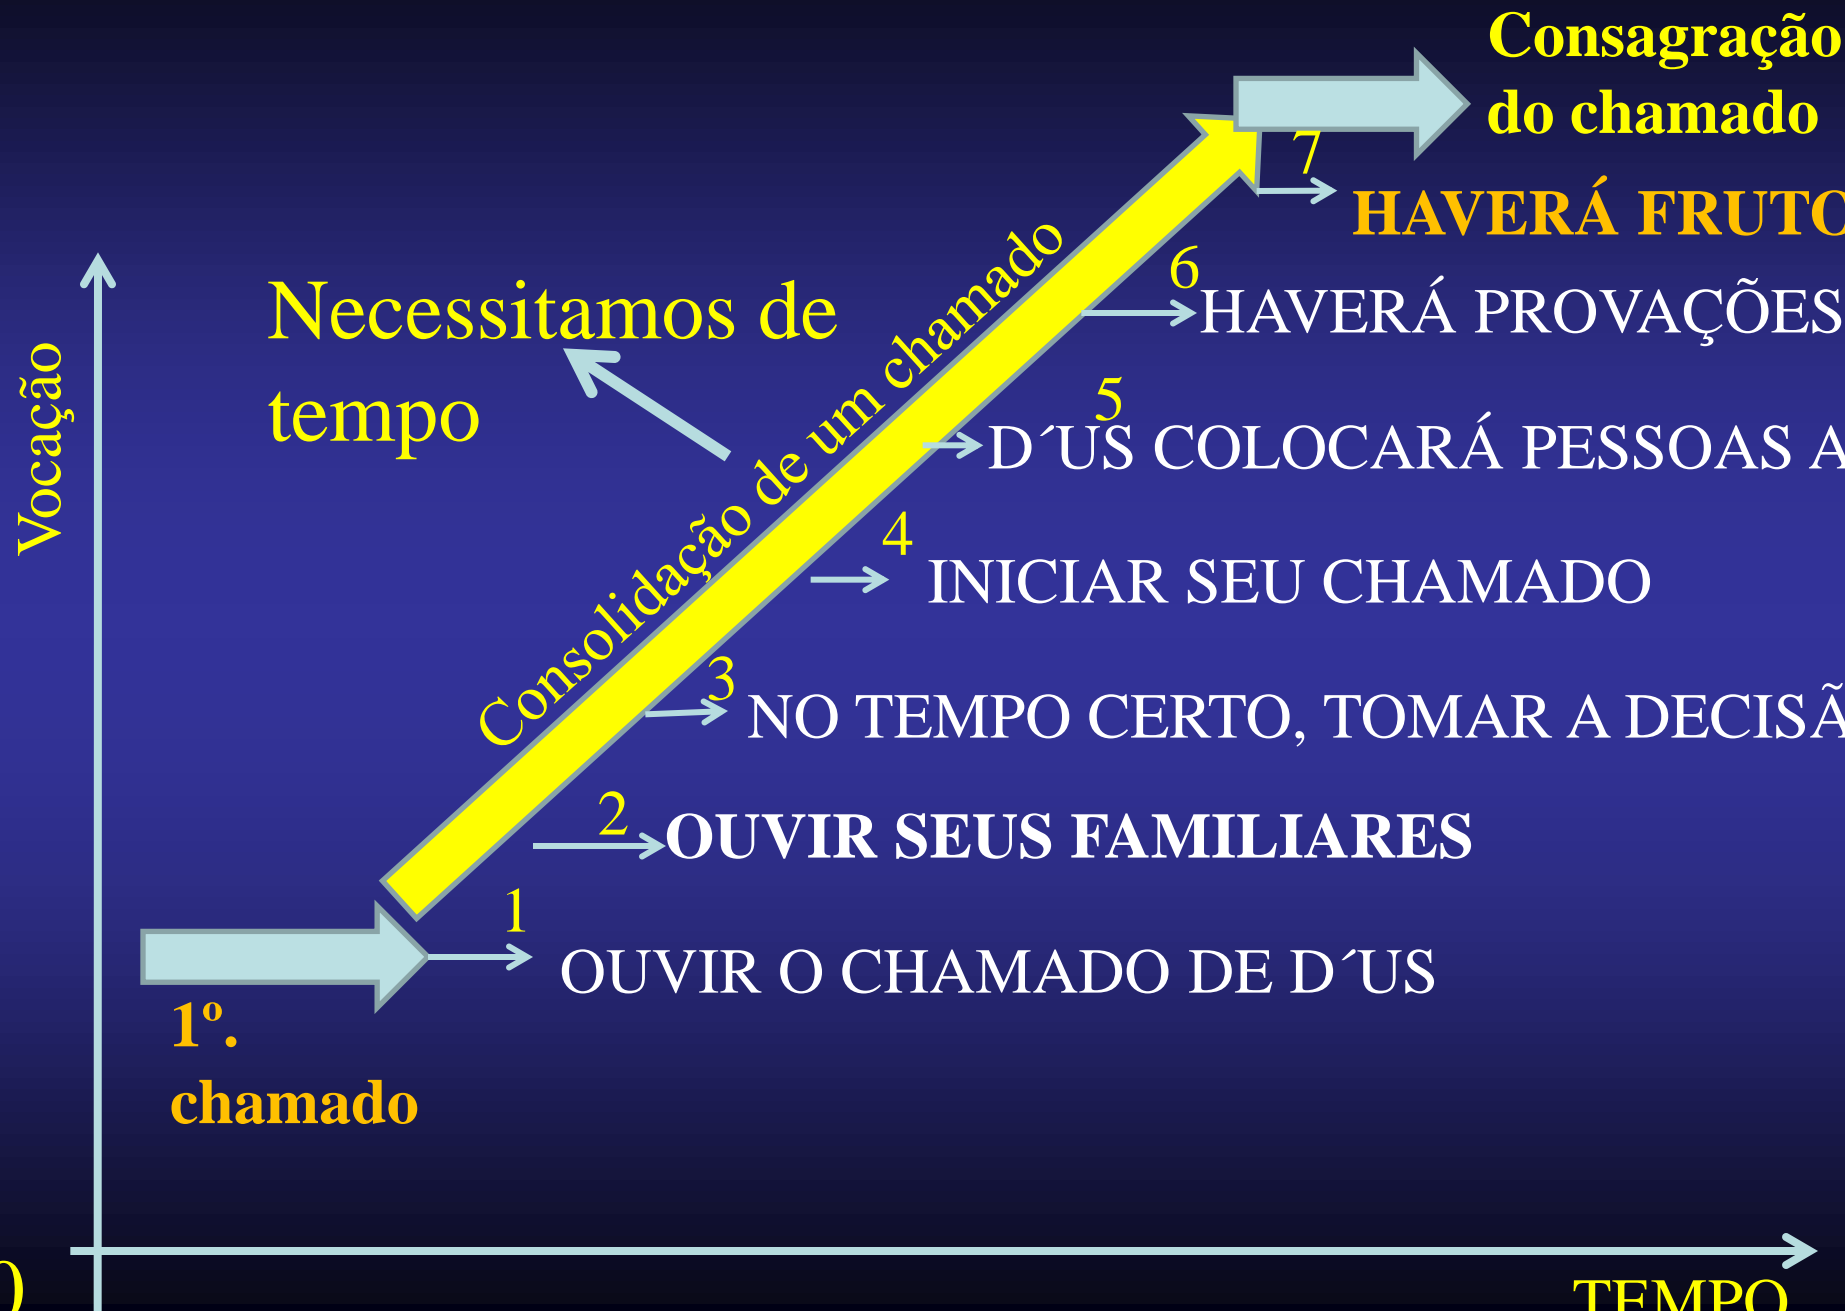 Consagração
do chamado
7
HAVERÁ FRUTO
6
HAVERÁ PROVAÇÕES
Necessitamos de
tempo
Vocação
Consolidação de um chamado
5
D´US COLOCARÁ PESSOAS A
4
INICIAR SEU CHAMADO
3
NO TEMPO CERTO, TOMAR A DECISÃ
2
OUVIR SEUS FAMILIARES
1
OUVIR O CHAMADO DE D´US
1º.
chamado
TEMPO